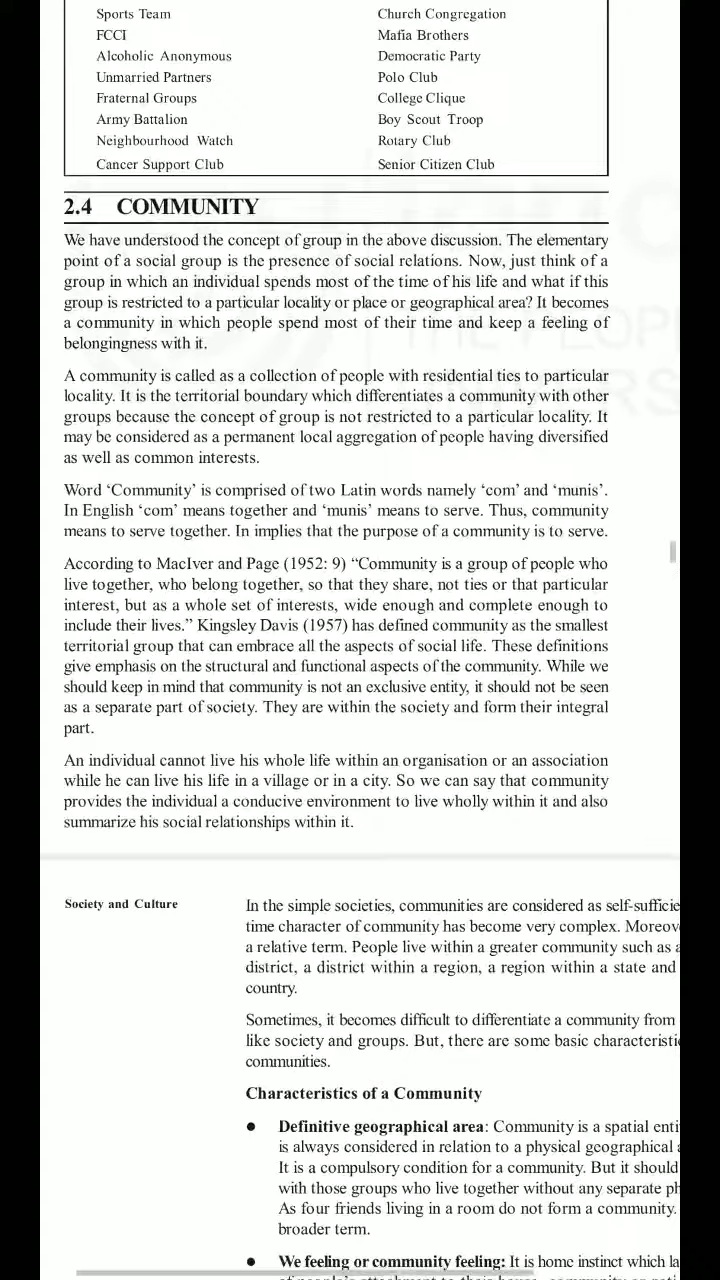 Sports Team Church Congregation
FCCI Mafia Brothers
Alcoholic Anonymous Democratic Party
Unmarried Partners Polo Club
Fraternal Groups College Clique
Army Battalion Boy Scout Troop
Neighbourhood Watch Rotary Club
Cancer Support Club Senior Citizen Club
2.4 COMMUNITY
We have understood the concept of group in the above discussion. The elementary
point of a social group is the presence of social relations. Now, just think of a
group in which an individual spends most of the time of his life and what if this
group is restricted to a particular locality or place or geographical area? It becomes
a community in which people spend most of their time and keep a feeling of
belongingness with it.
A community is called as a collection of people with residential ties to particular
locality. It is the territorial boundary which differentiates a community with other
groups because the concept of group is not restricted to a particular locality. It
may be considered as a permanent local aggregation of people having diversified
as well as common interests.
Word ‘Community’ is comprised of two Latin words namely ‘com’ and ‘munis’.
In English ‘com’ means together and ‘munis’ means to serve. Thus, community
means to serve together. In implies that the purpose of a community is to serve.
According to MacIver and Page (1952: 9) “Community is a group of people who
live together, who belong together, so that they share, not ties or that particular
interest, but as a whole set of interests, wide enough and complete enough to
include their lives.” Kingsley Davis (1957) has defined community as the smallest
territorial group that can embrace all the aspects of social life. These definitions
give emphasis on the structural and functional aspects of the community. While we
should keep in mind that community is not an exclusive entity, it should not be seen
as a separate part of society. They are within the society and form their integral
part.
An individual cannot live his whole life within an organisation or an association
while he can live his life in a village or in a city. So we can say that community
provides the individual a conducive environment to live wholly within it and also
summarize his social relationships within it.
Society and Culture
In the simple societies, communities are considered as self-sufficie
time character of community has become very complex. Moreov
a relative term. People live within a greater community such as a
district, a district within a region, a region within a state and
country.
Sometimes, it becomes difficult to differentiate a community from
like society and groups. But, there are some basic characteristic
communities.
Characteristics of a Community
● Definitive geographical area: Community is a spatial enti
is always considered in relation to a physical geographical
It is a compulsory condition for a community. But it should
with those groups who live together without any separate ph
As four friends living in a room do not form a community.
broader term.
● We feeling or community feeling: It is home instinct which la